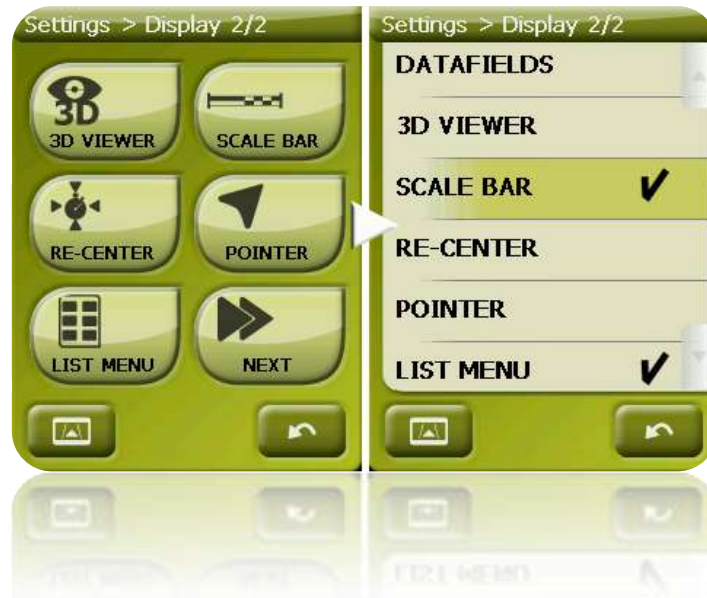 Settings > Display 2/2
3D
3D VIEWER
SCALE BAR
RE-CENTER
POINTER
LIST MENU
NEXT
Settings > Display 2/2
DATAFIELDS
3D VIEWER
SCALE BAR
RE-CENTER
POINTER
LIST MENU